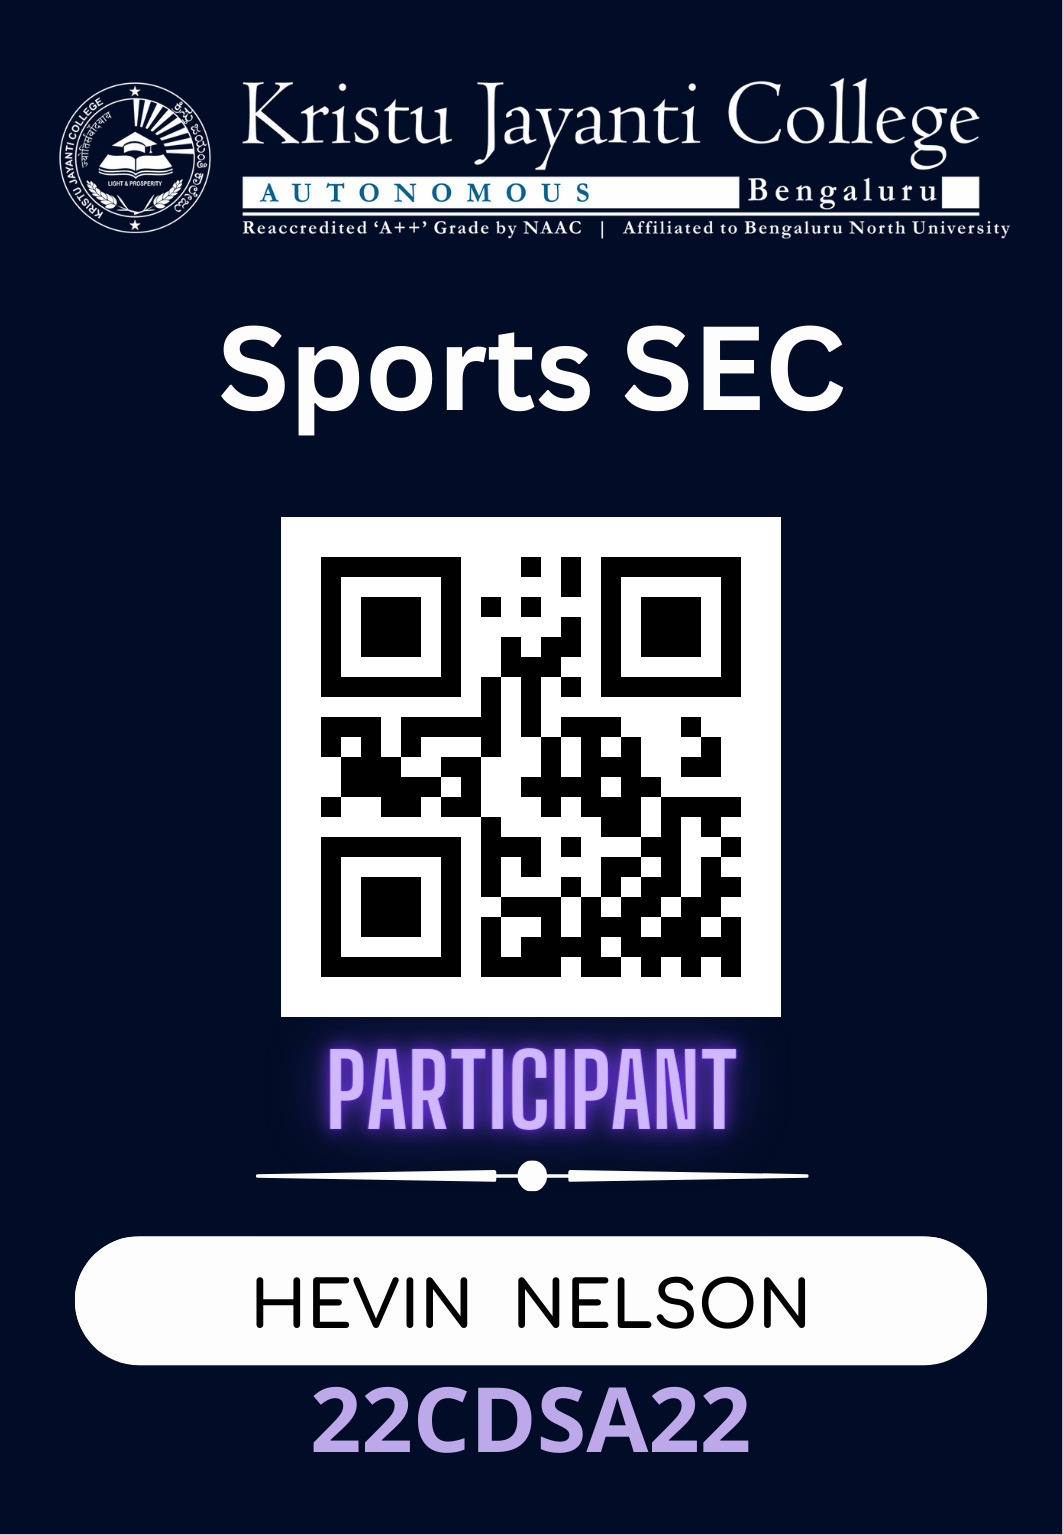 KRISTU JAYANTI COLLEGE
LIGHT & PROSPERITY
Kristu Jayanti College
AUTONOMOUS Bengaluru
Reaccredited ‘A++’ Grade by NAAC | Affiliated to Bengaluru North University
Sports SEC
PARTICIPANT
HEVIN NELSON
22CDSA22